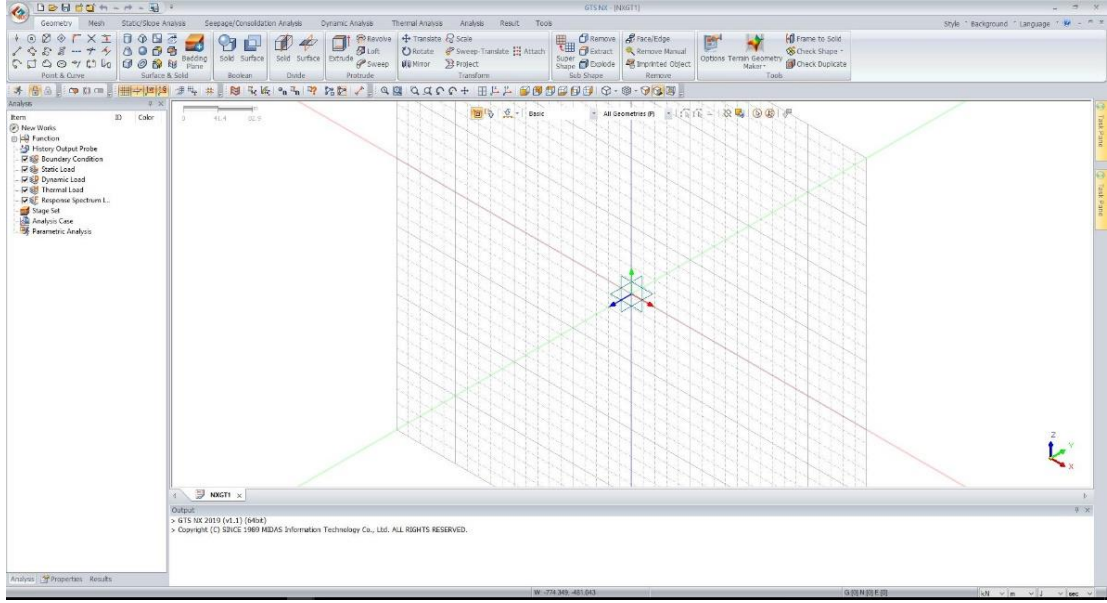 GTS NX - [NXGT1]
Geometry Mesh Static/Slope Analysis Seepage/Consolidation Analysis Dynamic Analysis Thermal Analysis Analysis Result Tools
Style Background Language
Revolve Translate Scale Remove Face/Edge Frame to Solid
Loft Rotate Sweep-Translate Attach Extract Remove Manual Check Shape
Sweep Mirror Project Explode Imprinted Object Check Duplicate
Bedding Plane Solid Surface Solid Surface Extrude Super Shape Options Terrain Geometry Maker
Point & Curve Surface & Solid Boolean Divide Protrude Transform Sub Shape Remove Tools
Analysis
Item ID Color
New Works
Function
History Output Probe
Boundary Condition
Static Load
Dynamic Load
Thermal Load
Response Spectrum L..
Stage Set
Analysis Case
Parametric Analysis
Basic All Geometries (P)
Task Pane
Task Pane
Z
Y
X
NXGT1
Output
> GTS NX 2019 (v1.1) (64bit)
> Copyright (C) SINCE 1989 MIDAS Information Technology Co., Ltd. ALL RIGHTS RESERVED.
Analysis Properties Results
G:[0] N:[0] E:[0] kN m J sec